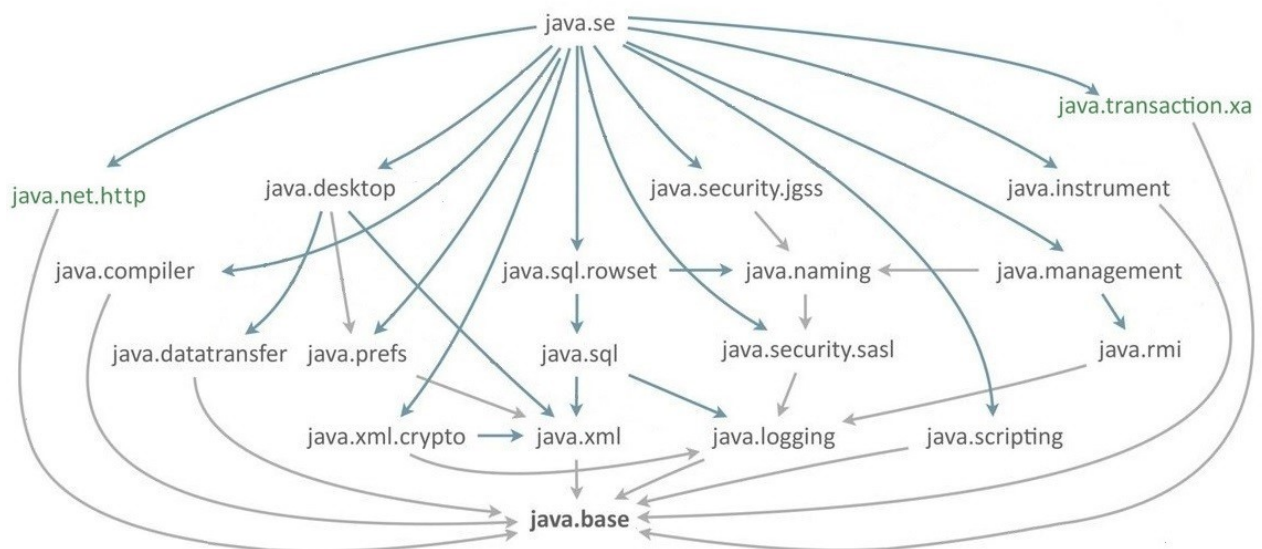 java.se
java.transaction.xa
java.net.http
java.desktop
java.security.jgss
java.instrument
java.compiler
java.sql.rowset
java.naming
java.management
java.datatransfer
java.prefs
java.sql
java.security.sasl
java.rmi
java.xml.crypto
java.xml
java.logging
java.scripting
java.base